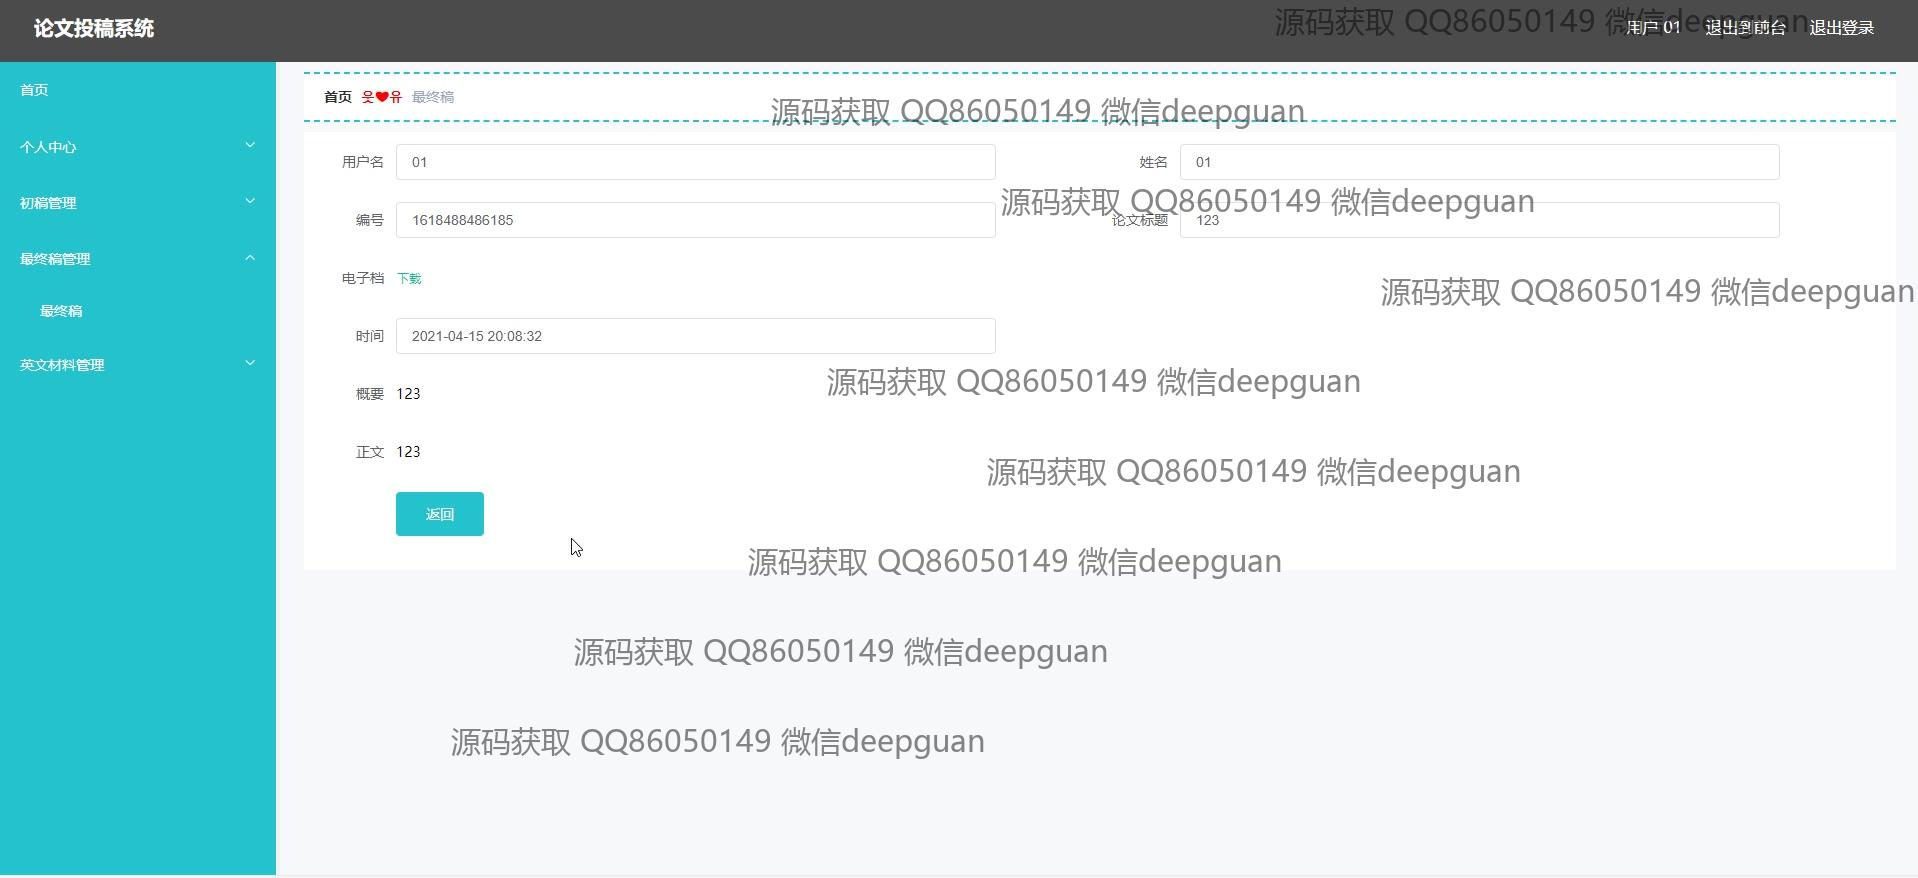 论文投稿系统
源码获取 QQ86050149 微信deepguan
用户 01 退出到前台 退出登录
首页
个人中心
初稿管理
最终稿管理
最终稿
英文材料管理
首页 웃❤유 最终稿
源码获取 QQ86050149 微信deepguan
用户名 01 姓名 01
源码获取 QQ86050149 微信deepguan
编号 1618488486185 论文标题 123
电子档 下载
源码获取 QQ86050149 微信deepguan
时间 2021-04-15 20:08:32
源码获取 QQ86050149 微信deepguan
概要 123
正文 123
源码获取 QQ86050149 微信deepguan
返回
源码获取 QQ86050149 微信deepguan
源码获取 QQ86050149 微信deepguan
源码获取 QQ86050149 微信deepguan